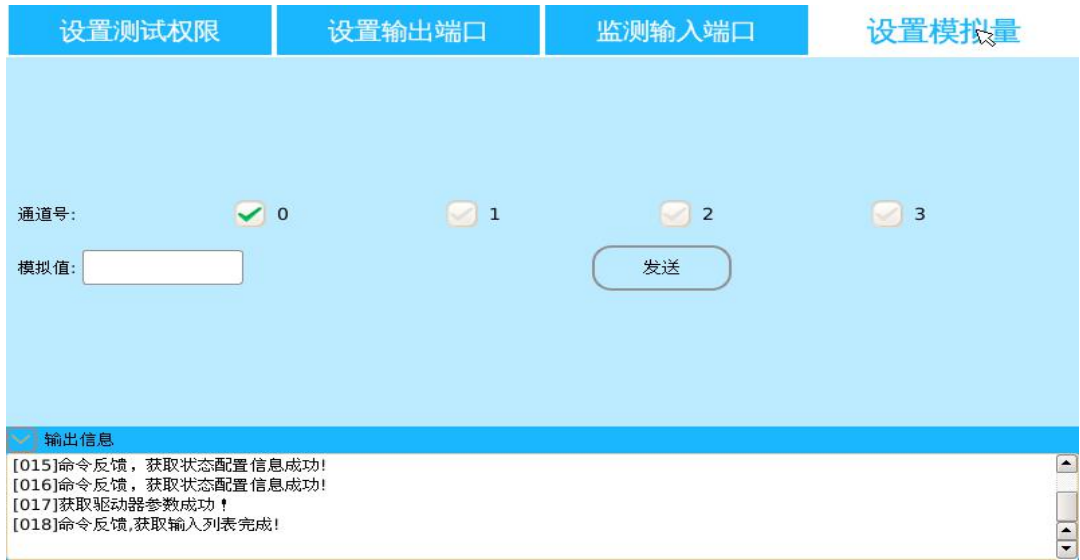 设置测试权限 设置输出端口 监测输入端口 设置模拟量
通道号: 0 1 2 3
模拟值: 发送
输出信息
[015]命令反馈，获取状态配置信息成功!
[016]命令反馈，获取状态配置信息成功!
[017]获取驱动器参数成功！
[018]命令反馈,获取输入列表完成!